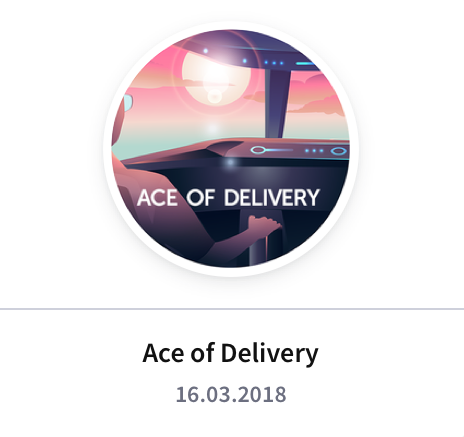 ACE OF DELIVERY
Ace of Delivery
16.03.2018